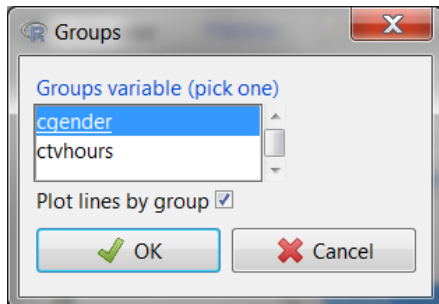 Groups
Groups variable (pick one)
cgender
ctvhours
Plot lines by group
OK
Cancel